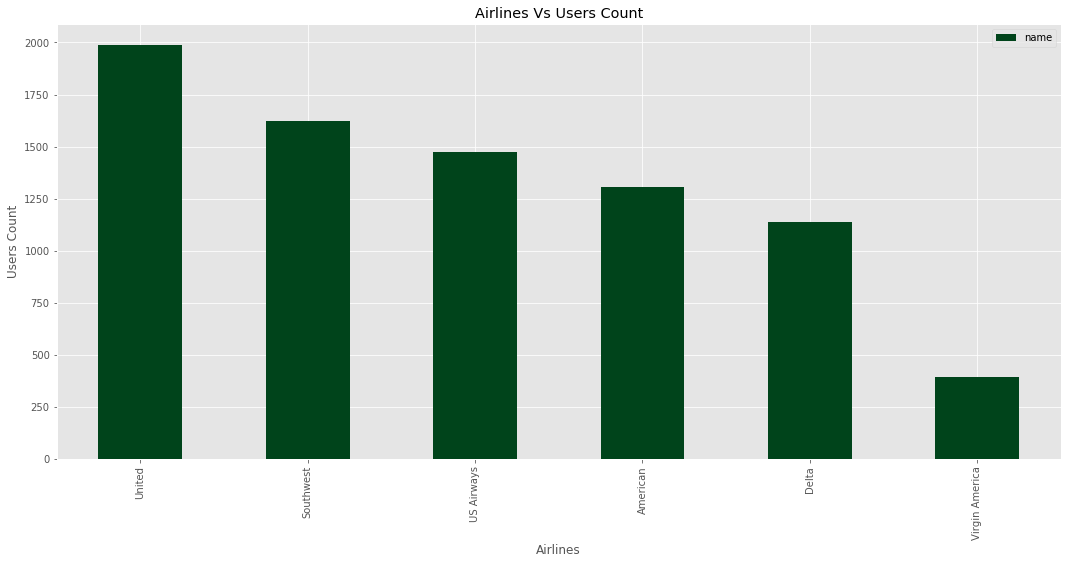 Airlines Vs Users Count
name
Users Count
2000
1750
1500
1250
1000
750
500
250
0
United
Southwest
US Airways
American
Delta
Virgin America
Airlines